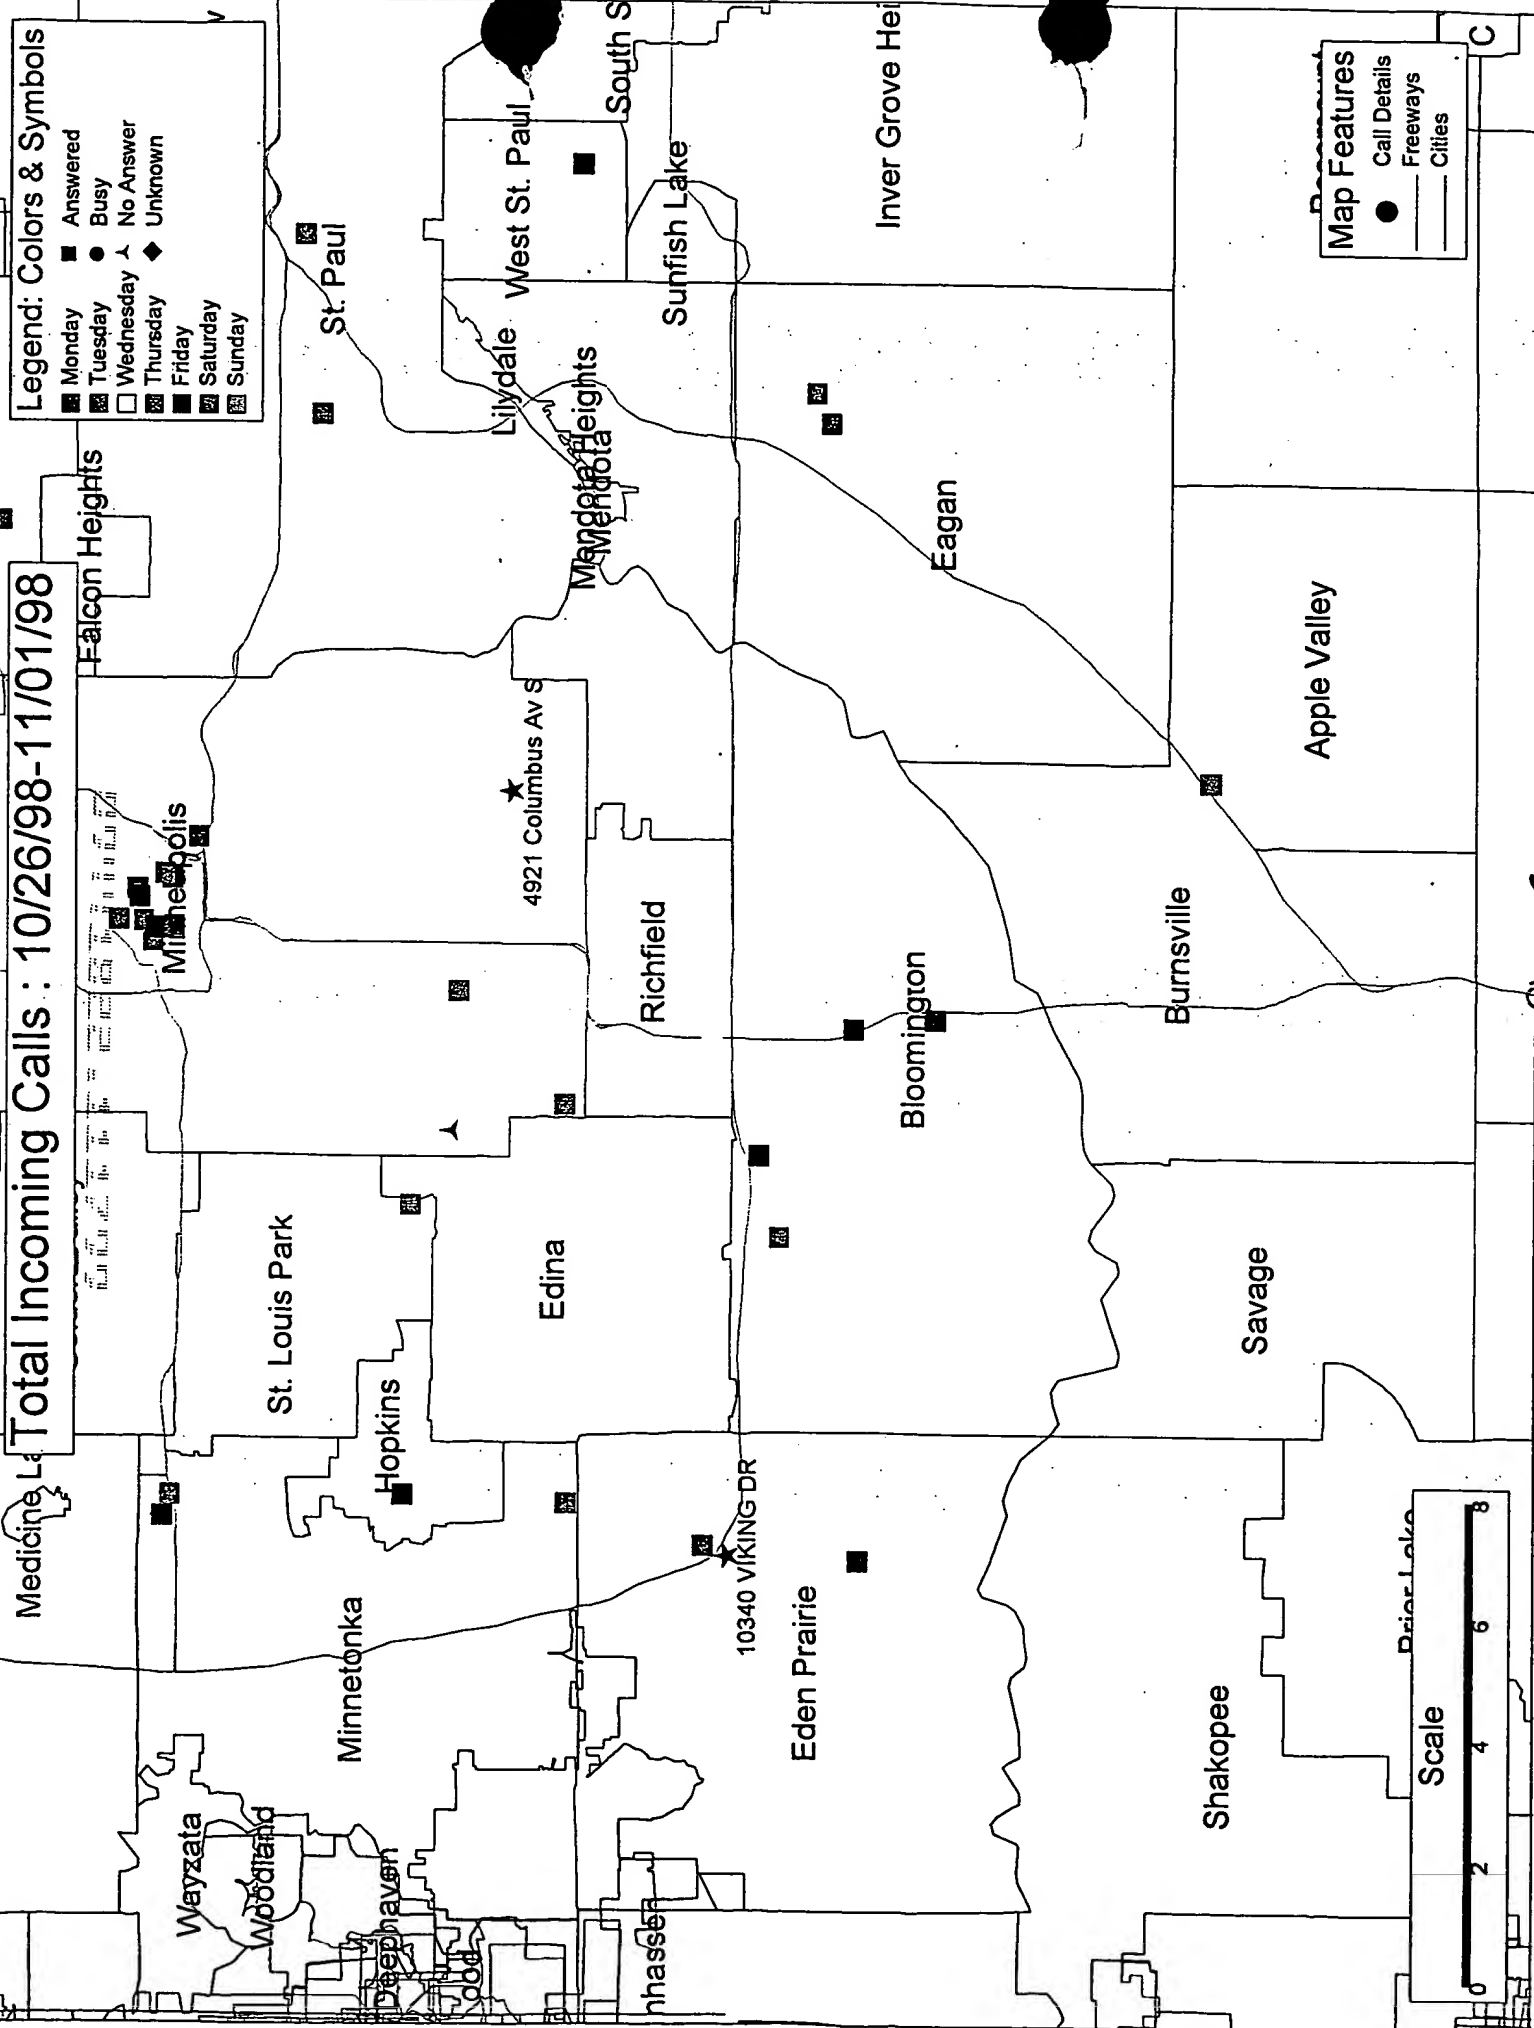 Total Incoming Calls : 10/26/98-11/01/98
Legend: Colors & Symbols
Monday
Tuesday
Wednesday
Thursday
Friday
Saturday
Sunday
Answered
Busy
No Answer
Unknown
Medicine La
Falcon Heights
Wayzata
Woodland
Deephaven
ood
Minnetonka
St. Louis Park
Hopkins
Minneapolis
St. Paul
Edina
4921 Columbus Av S
Lilydale
West St. Paul
South S
Mendota Heights
Mendota
Sunfish Lake
nhassen
Richfield
10340 VIKING DR
Eden Prairie
Bloomington
Eagan
Inver Grove Hei
Shakopee
Savage
Burnsville
Apple Valley
Prior Lake
Scale
0 2 4 6 8
Map Features
Call Details
Freeways
Cities
C